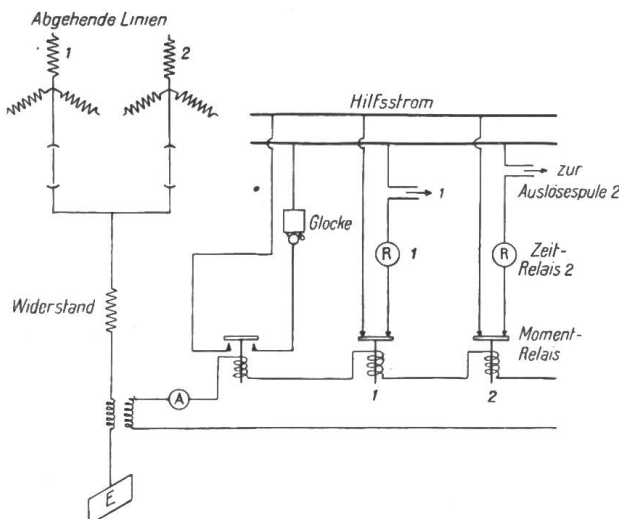 Abgehende Linien
1
2
Hilfsstrom
zur
1
Auslösespule 2
Glocke
R
1
R
Zeit-
Relais 2
Widerstand
Moment-
Relais
A
1
2
E